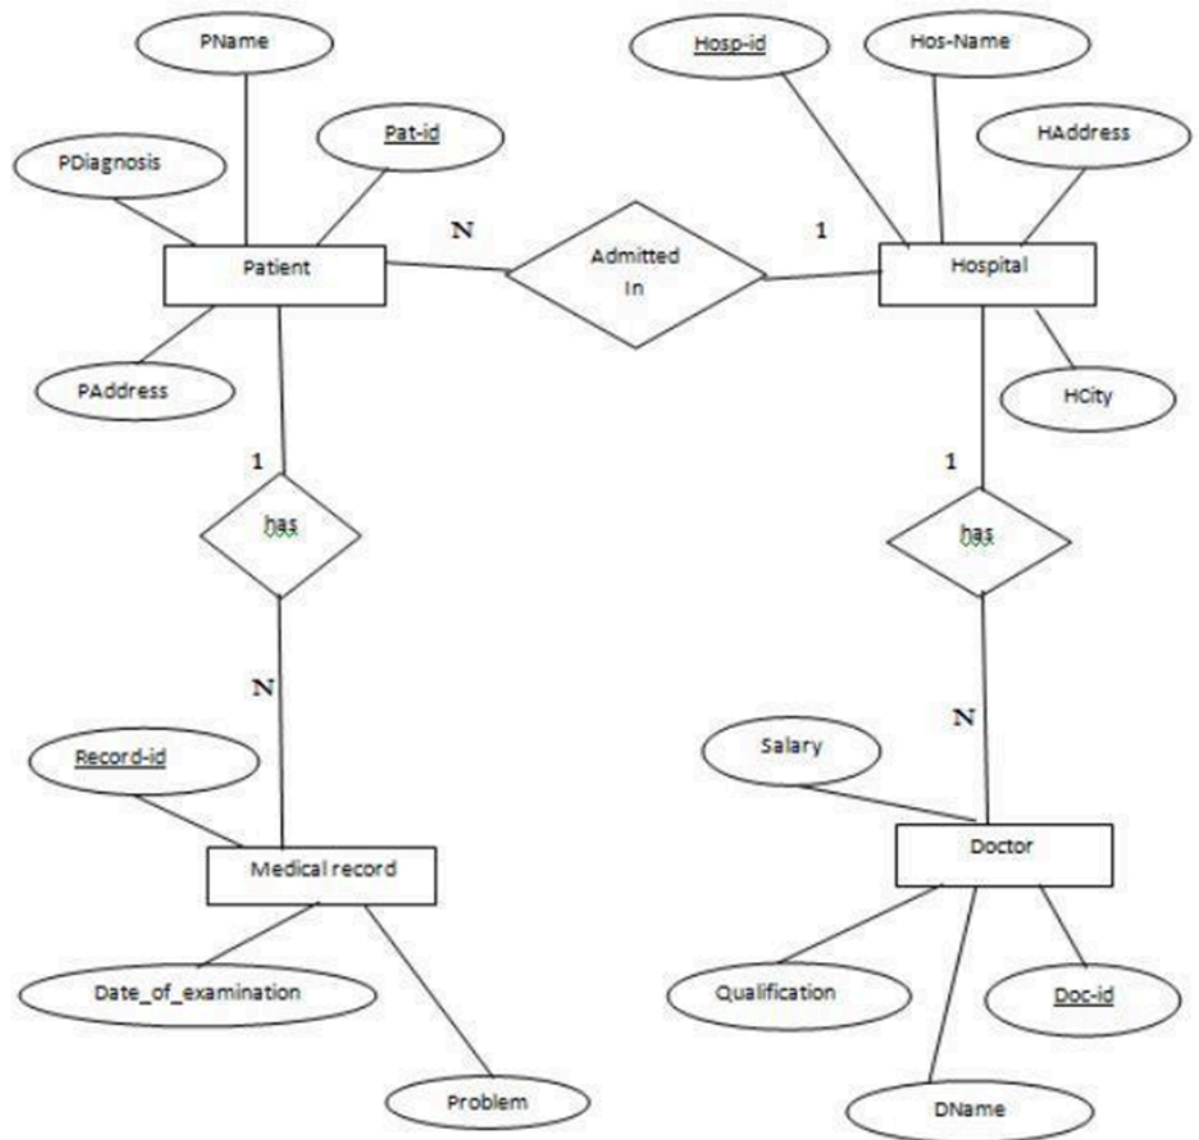 PName
Hosp-id
Hos-Name
Pat-id
HAddress
PDiagnosis
N
1
Admitted
In
Patient
Hospital
PAddress
HCity
1
1
has
has
N
N
Record-id
Salary
Medical record
Doctor
Date_of_examination
Qualification
Doc-id
Problem
DName